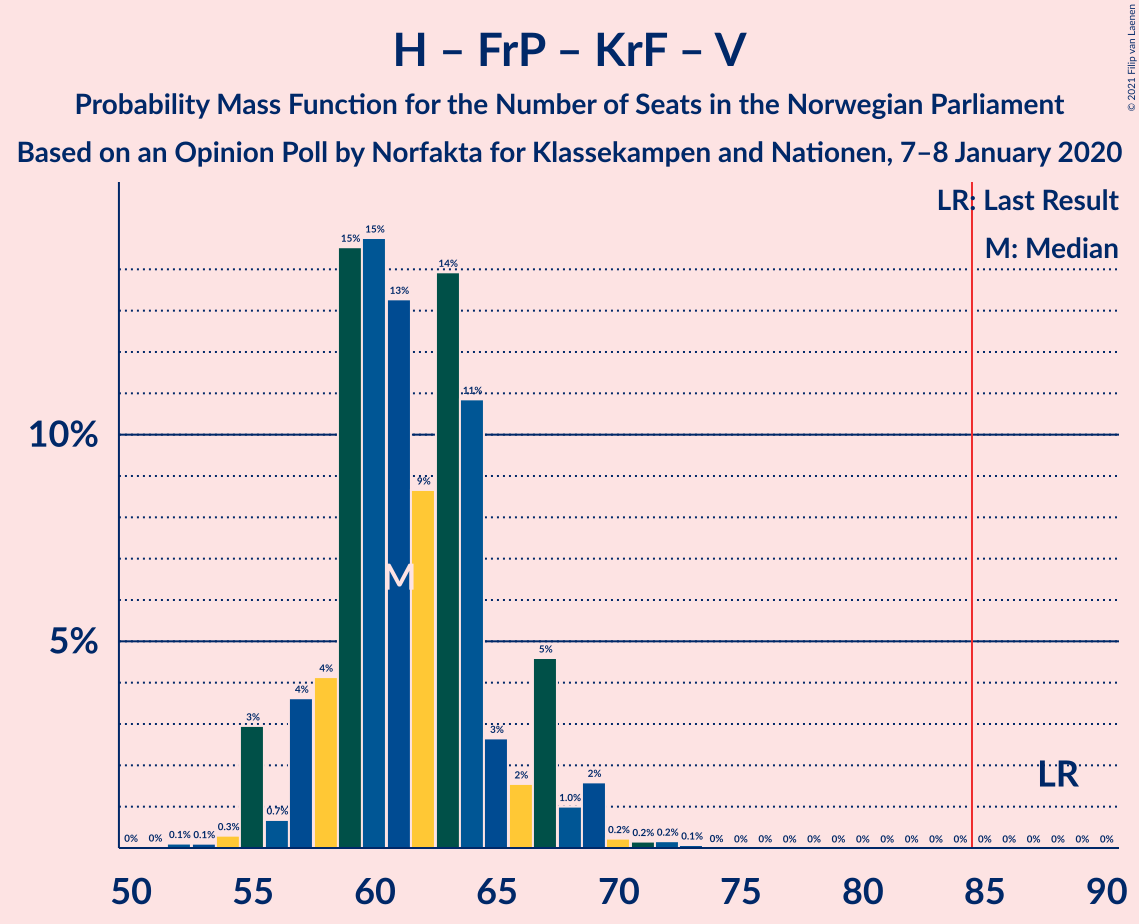 H – FrP – KrF – V
Probability Mass Function for the Number of Seats in the Norwegian Parliament
Based on an Opinion Poll by Norfakta for Klassekampen and Nationen, 7–8 January 2020
© 2021 Filip van Laenen
LR: Last Result
M: Median
10%
5%
0% 0% 0.1% 0.1% 0.3% 3% 0.7% 4% 4% 15% 15% 13% 9% 14% 11% 3% 2% 5% 1.0% 2% 0.2% 0.2% 0.2% 0.1% 0% 0% 0% 0% 0% 0% 0% 0% 0% 0% 0% 0% 0% 0% 0% 0% 0%
M
LR
50 55 60 65 70 75 80 85 90